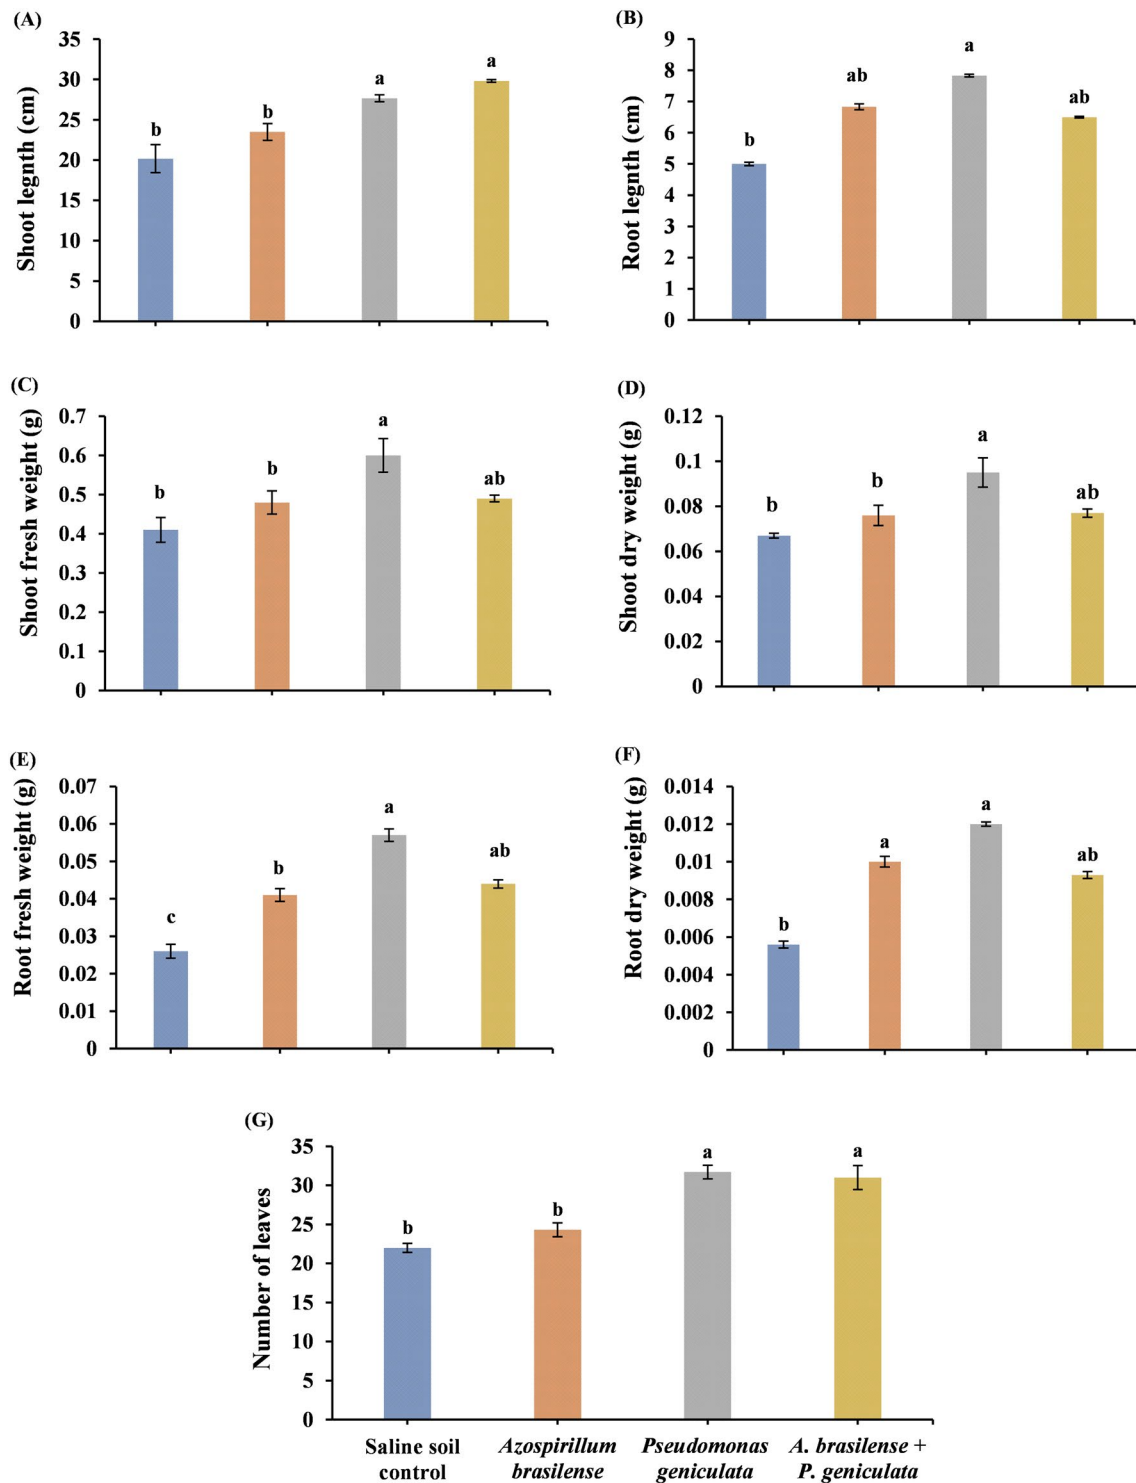 (A)
35
30
25
20
15
10
5
0
Shoot legnth (cm)
b
b
a
a
(B)
9
8
7
6
5
4
3
2
1
0
Root legnth (cm)
b
ab
a
ab
(C)
0.7
0.6
0.5
0.4
0.3
0.2
0.1
0
Shoot fresh weight (g)
b
b
a
ab
(D)
0.12
0.1
0.08
0.06
0.04
0.02
0
Shoot dry weight (g)
b
b
a
ab
(E)
0.07
0.06
0.05
0.04
0.03
0.02
0.01
0
Root fresh weight (g)
c
b
a
ab
(F)
0.014
0.012
0.01
0.008
0.006
0.004
0.002
0
Root dry weight (g)
b
a
a
ab
(G)
35
30
25
20
15
10
5
0
Number of leaves
b
b
a
a
Saline soil
control
Azospirillum
brasilense
Pseudomonas
geniculata
A. brasilense +
P. geniculata